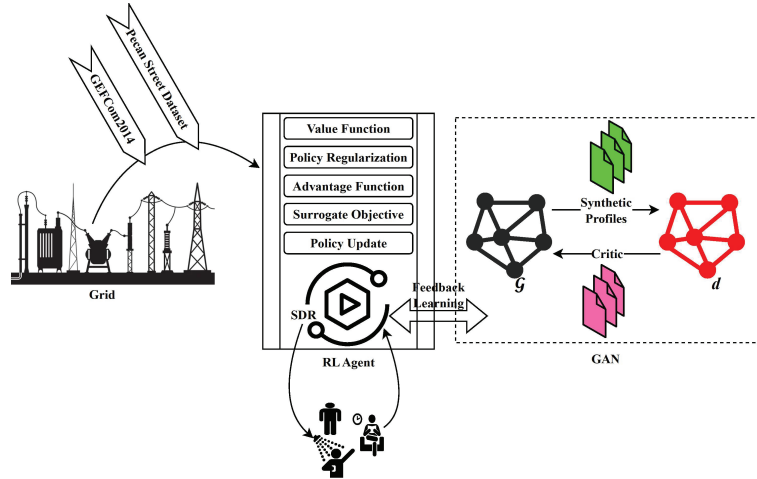 Pecan Street Dataset
GEFCom2014
Grid
Value Function
Policy Regularization
Advantage Function
Surrogate Objective
Policy Update
SDR
RL Agent
Feedback
Learning
Synthetic
Profiles
Critic
𝒢
d
GAN